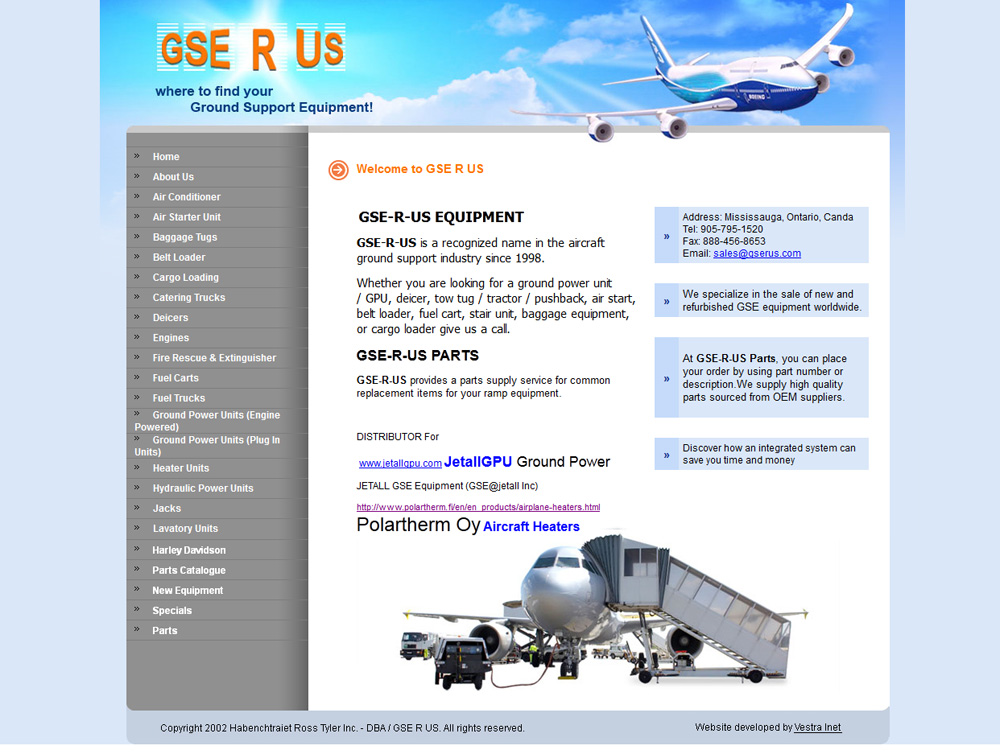 GSE R US
where to find your
Ground Support Equipment!
BOEING
» Home
» About Us
» Air Conditioner
» Air Starter Unit
» Baggage Tugs
» Belt Loader
» Cargo Loading
» Catering Trucks
» Deicers
» Engines
» Fire Rescue & Extinguisher
» Fuel Carts
» Fuel Trucks
» Ground Power Units (Engine
Powered)
» Ground Power Units (Plug In
Units)
» Heater Units
» Hydraulic Power Units
» Jacks
» Lavatory Units
» Harley Davidson
» Parts Catalogue
» New Equipment
» Specials
» Parts
Welcome to GSE R US
GSE-R-US EQUIPMENT
GSE-R-US is a recognized name in the aircraft
ground support industry since 1998.
Whether you are looking for a ground power unit
/ GPU, deicer, tow tug / tractor / pushback, air start,
belt loader, fuel cart, stair unit, baggage equipment,
or cargo loader give us a call.
GSE-R-US PARTS
GSE-R-US provides a parts supply service for common
replacement items for your ramp equipment.
DISTRIBUTOR For
www.jetallgpu.com JetallGPU Ground Power
JETALL GSE Equipment (GSE@jetall Inc)
http://www.polartherm.fi/en/en_products/airplane-heaters.html
Polartherm Oy Aircraft Heaters
» Address: Mississauga, Ontario, Canda
Tel: 905-795-1520
Fax: 888-456-8653
Email: sales@gserus.com
» We specialize in the sale of new and
refurbished GSE equipment worldwide.
» At GSE-R-US Parts, you can place
your order by using part number or
description.We supply high quality
parts sourced from OEM suppliers.
» Discover how an integrated system can
save you time and money
Copyright 2002 Habenchtraiet Ross Tyler Inc. - DBA / GSE R US. All rights reserved.
Website developed by Vestra Inet